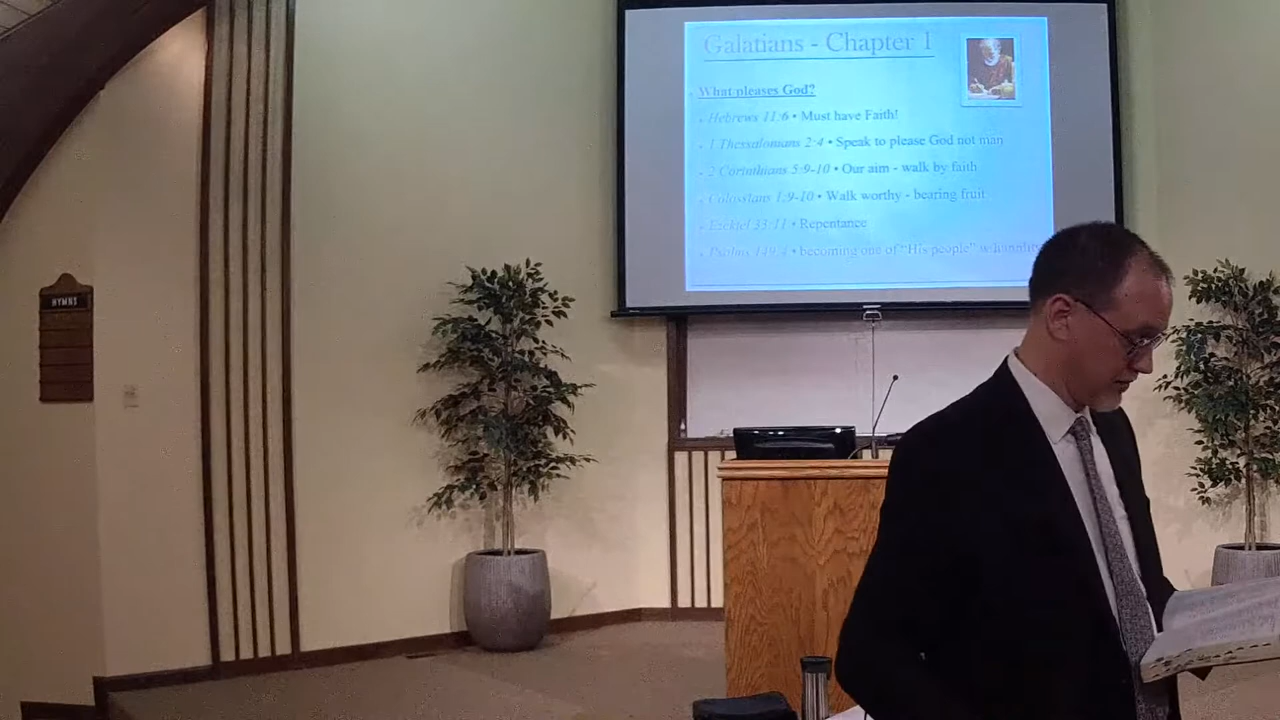 Galatians - Chapter 1
What pleases God?
Hebrews 11:6 • Must have Faith!
1 Thessalonians 2:4 • Speak to please God not man
2 Corinthians 5:9-10 • Our aim - walk by faith
Colossians 1:9-10 • Walk worthy - bearing fruit
Ezekiel 33:11 • Repentance
Psalms 149:4 • becoming one of "His people" w/humility
HYMNS